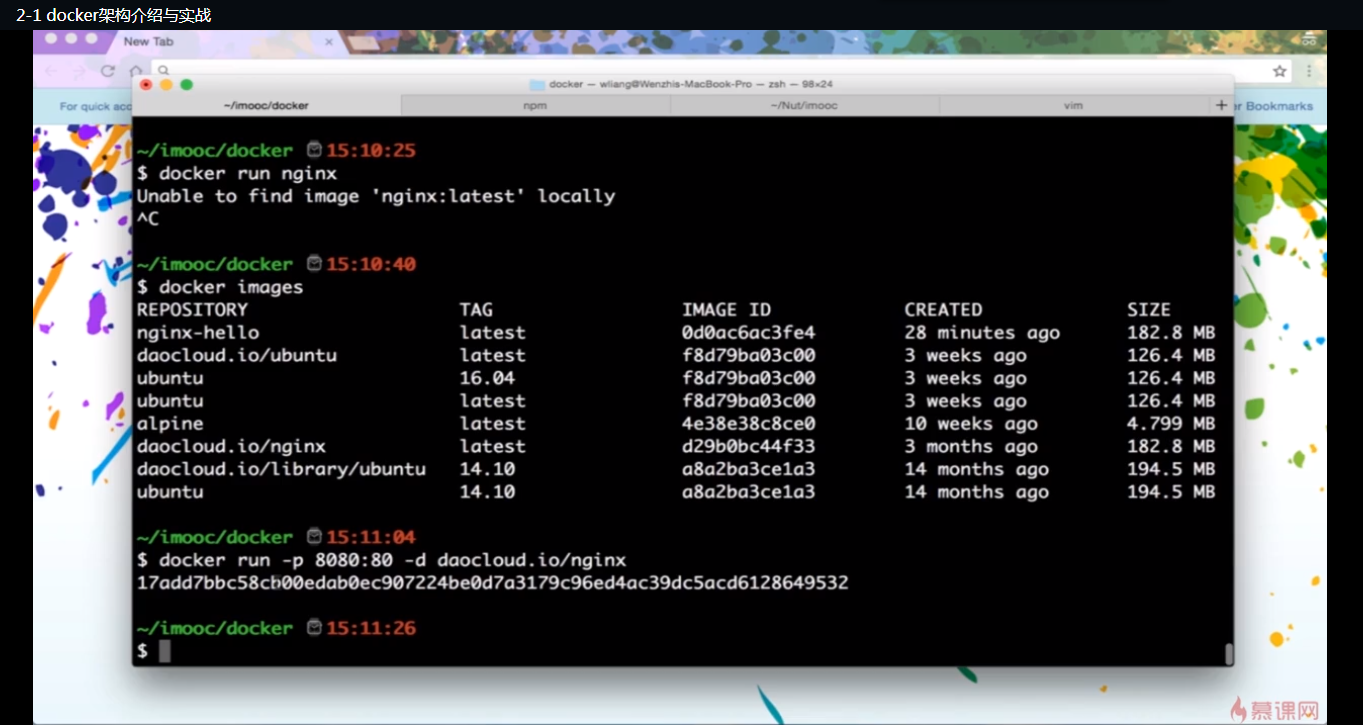 2-1 docker架构介绍与实战
New Tab
docker — wliang@Wenzhis-MacBook-Pro — zsh — 98×24
For quick acc
r Bookmarks
~/imooc/docker npm ~/Nut/imooc vim +
~/imooc/docker 15:10:25
$ docker run nginx
Unable to find image 'nginx:latest' locally
^C
~/imooc/docker 15:10:40
$ docker images
REPOSITORY TAG IMAGE ID CREATED SIZE
nginx-hello latest 0d0ac6ac3fe4 28 minutes ago 182.8 MB
daocloud.io/ubuntu latest f8d79ba03c00 3 weeks ago 126.4 MB
ubuntu 16.04 f8d79ba03c00 3 weeks ago 126.4 MB
ubuntu latest f8d79ba03c00 3 weeks ago 126.4 MB
alpine latest 4e38e38c8ce0 10 weeks ago 4.799 MB
daocloud.io/nginx latest d29b0bc44f33 3 months ago 182.8 MB
daocloud.io/library/ubuntu 14.10 a8a2ba3ce1a3 14 months ago 194.5 MB
ubuntu 14.10 a8a2ba3ce1a3 14 months ago 194.5 MB
~/imooc/docker 15:11:04
$ docker run -p 8080:80 -d daocloud.io/nginx
17add7bbc58cb00edab0ec907224be0d7a3179c96ed4ac39dc5acd6128649532
~/imooc/docker 15:11:26
$
慕课网